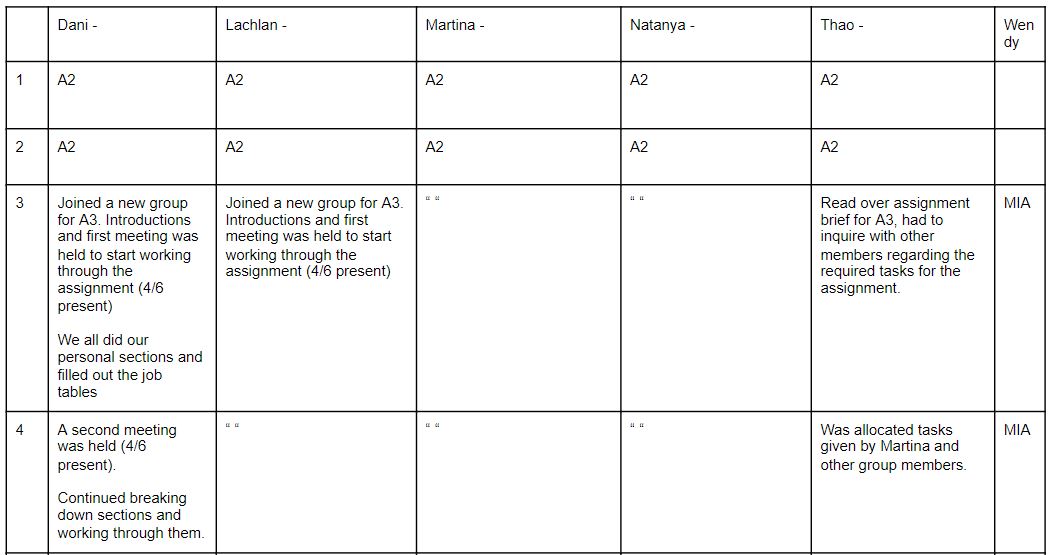 Dani -
Lachlan -
Martina -
Natanya -
Thao -
Wen
dy
1
A2
A2
A2
A2
A2
2
A2
A2
A2
A2
A2
3
Joined a new group
for A3. Introductions
and first meeting was
held to start working
through the
assignment (4/6
present)
We all did our
personal sections and
filled out the job
tables
Joined a new group for A3.
Introductions and first
meeting was held to start
working through the
assignment (4/6 present)
“ “
“ “
Read over assignment
brief for A3, had to
inquire with other
members regarding the
required tasks for the
assignment.
MIA
4
A second meeting
was held (4/6
present).
Continued breaking
down sections and
working through them.
“ “
“ “
“ “
Was allocated tasks
given by Martina and
other group members.
MIA